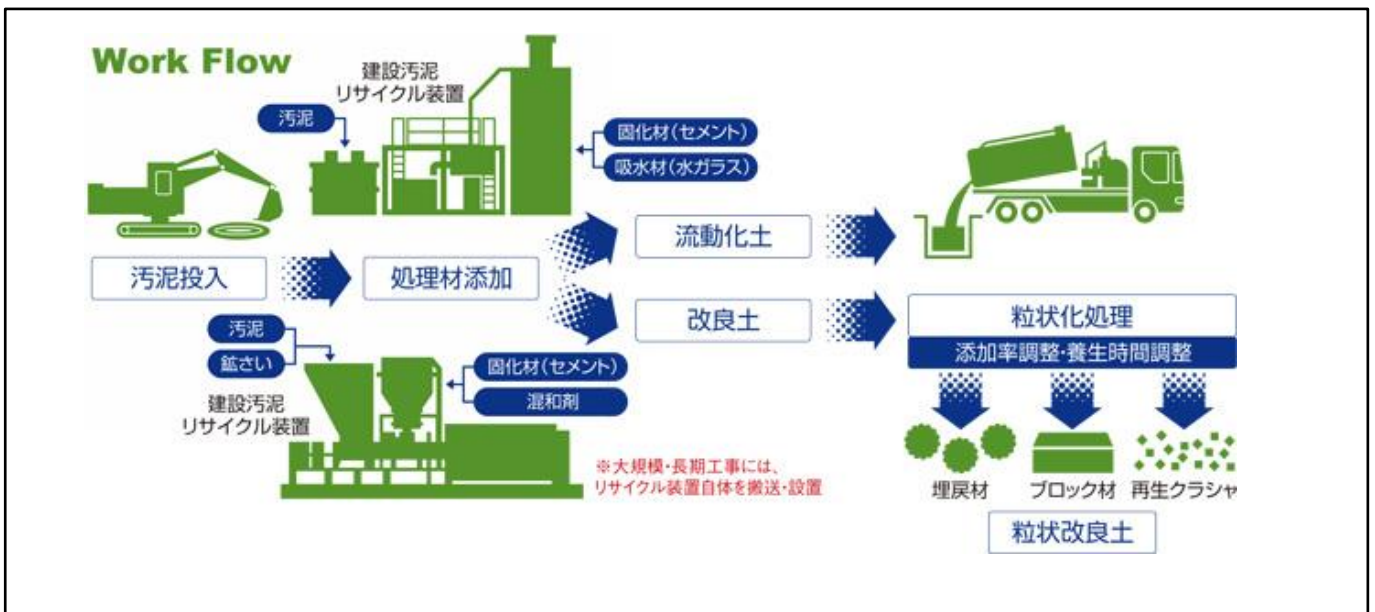 Work Flow
建設汚泥
リサイクル装置
汚泥
固化材(セメント)
吸水材(水ガラス)
汚泥投入
処理材添加
流動化土
改良土
粒状化処理
添加率調整・養生時間調整
汚泥
鉱さい
建設汚泥
リサイクル装置
固化材(セメント)
混和剤
※大規模・長期工事には、
リサイクル装置自体を搬送・設置
埋戻材
ブロック材
再生クラシャ
粒状改良土